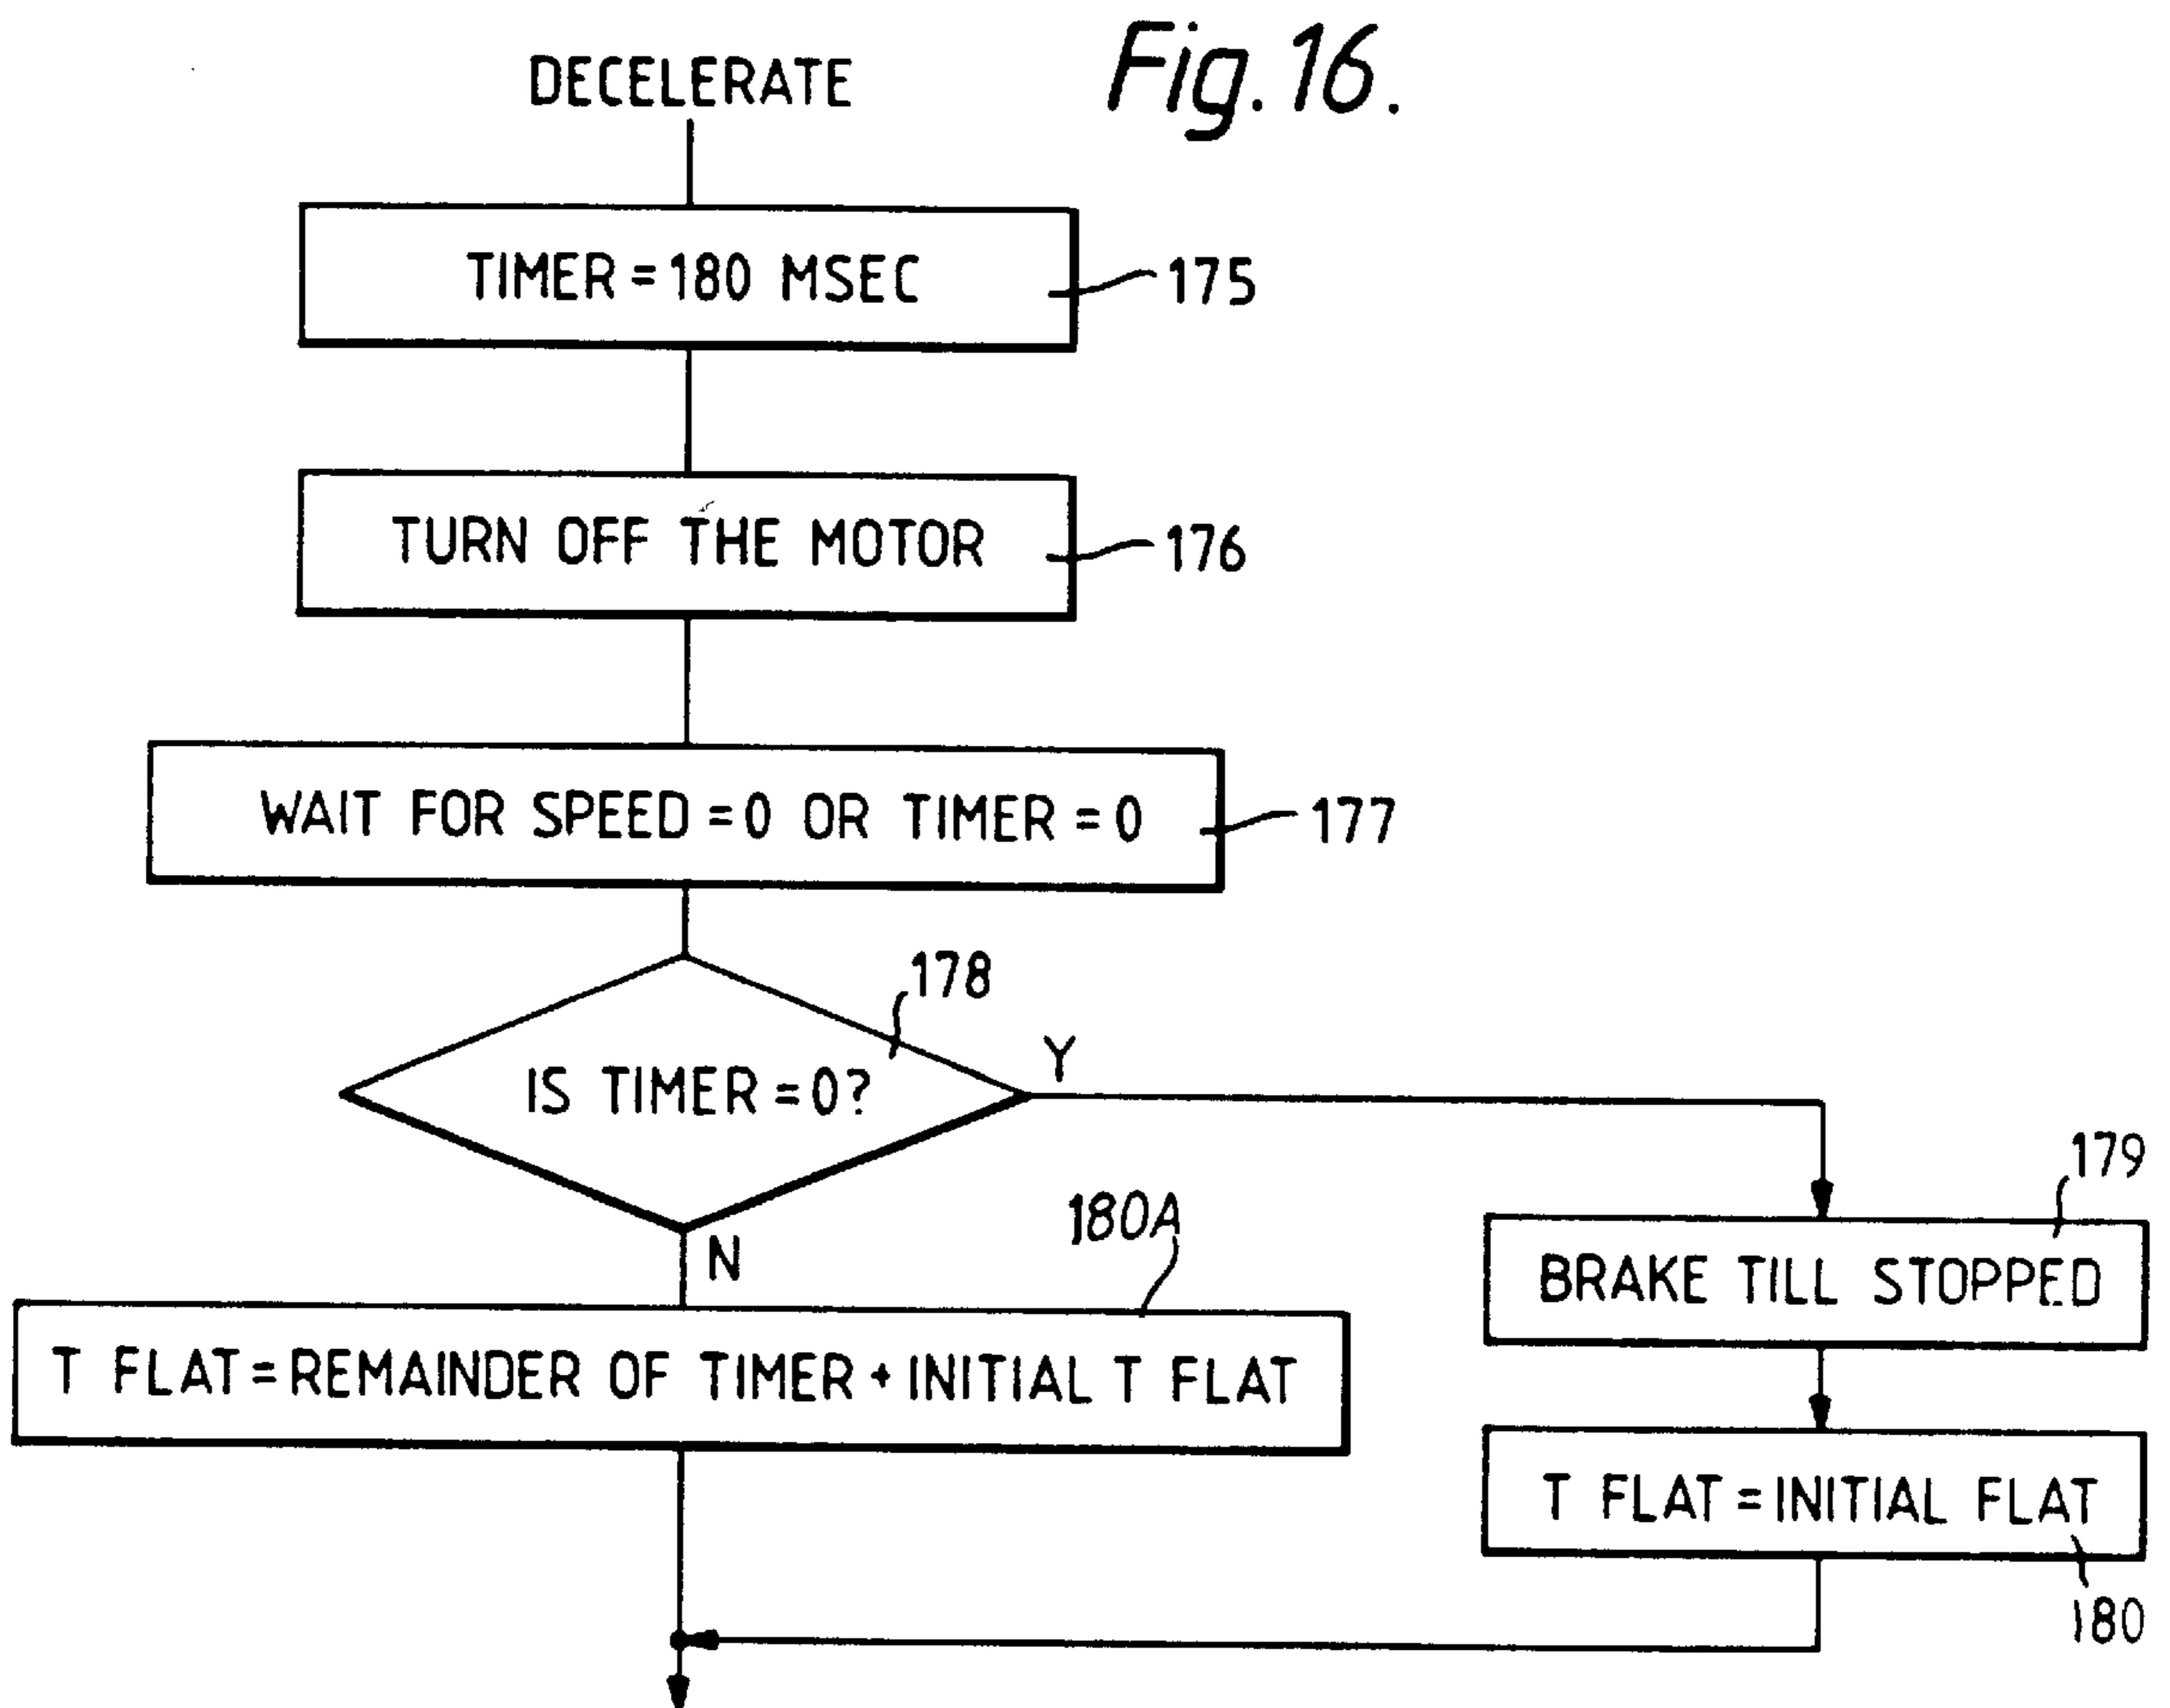 Fig. 16.
DECELERATE
TIMER = 180 MSEC
175
TURN OFF THE MOTOR
176
WAIT FOR SPEED = 0 OR TIMER = 0
177
178
IS TIMER = 0?
Y
N
179
BRAKE TILL STOPPED
180A
T FLAT = REMAINDER OF TIMER + INITIAL T FLAT
T FLAT = INITIAL FLAT
180